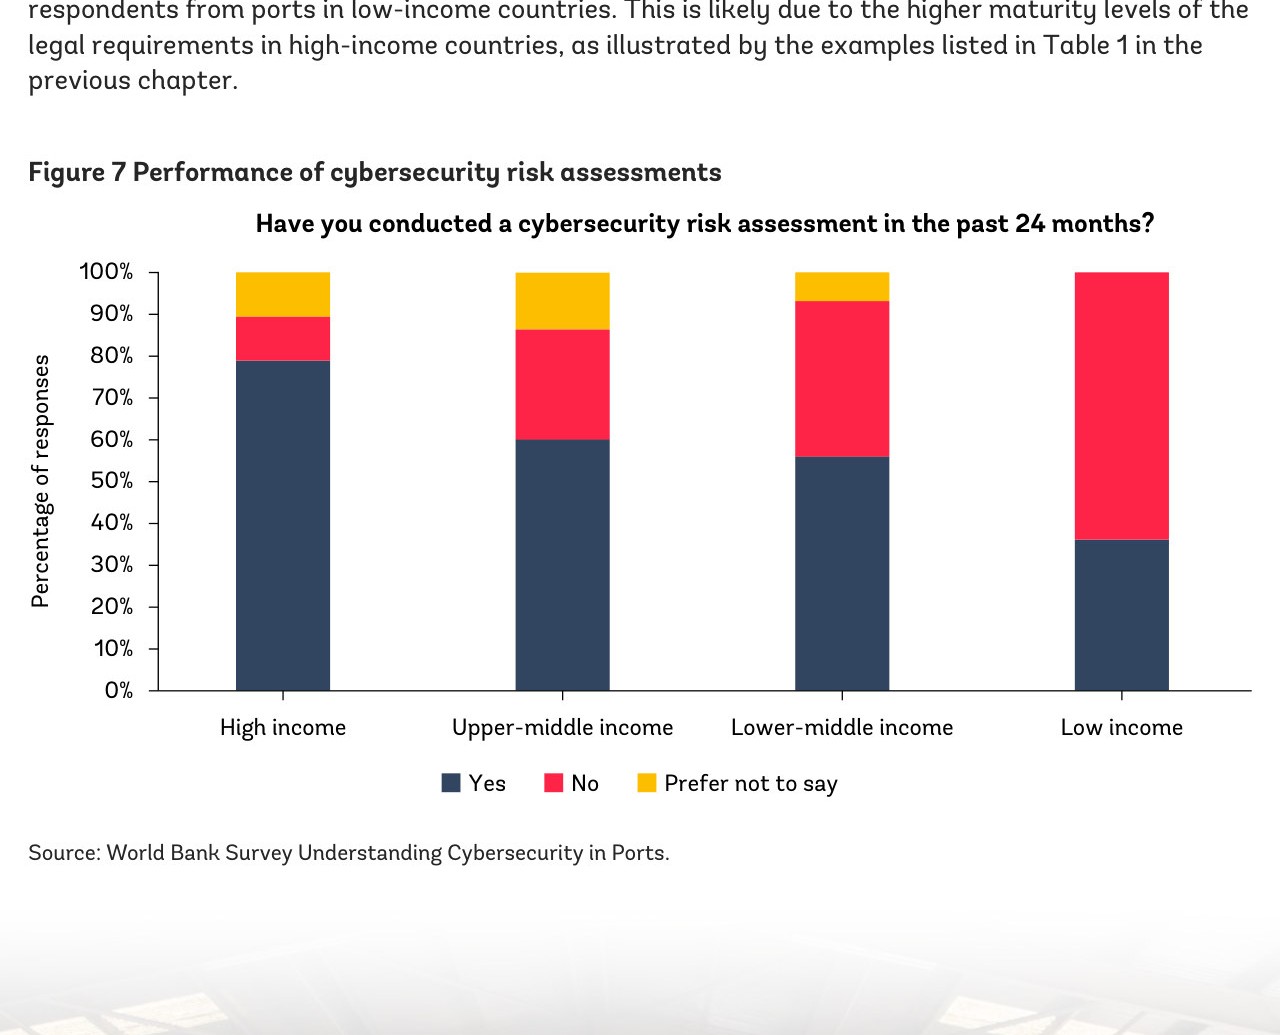 respondents from ports in low-income countries. This is likely due to the higher maturity levels of the
legal requirements in high-income countries, as illustrated by the examples listed in Table 1 in the
previous chapter.
Figure 7 Performance of cybersecurity risk assessments
Have you conducted a cybersecurity risk assessment in the past 24 months?
Percentage of responses
100%
90%
80%
70%
60%
50%
40%
30%
20%
10%
0%
High income
Upper-middle income
Lower-middle income
Low income
Yes
No
Prefer not to say
Source: World Bank Survey Understanding Cybersecurity in Ports.